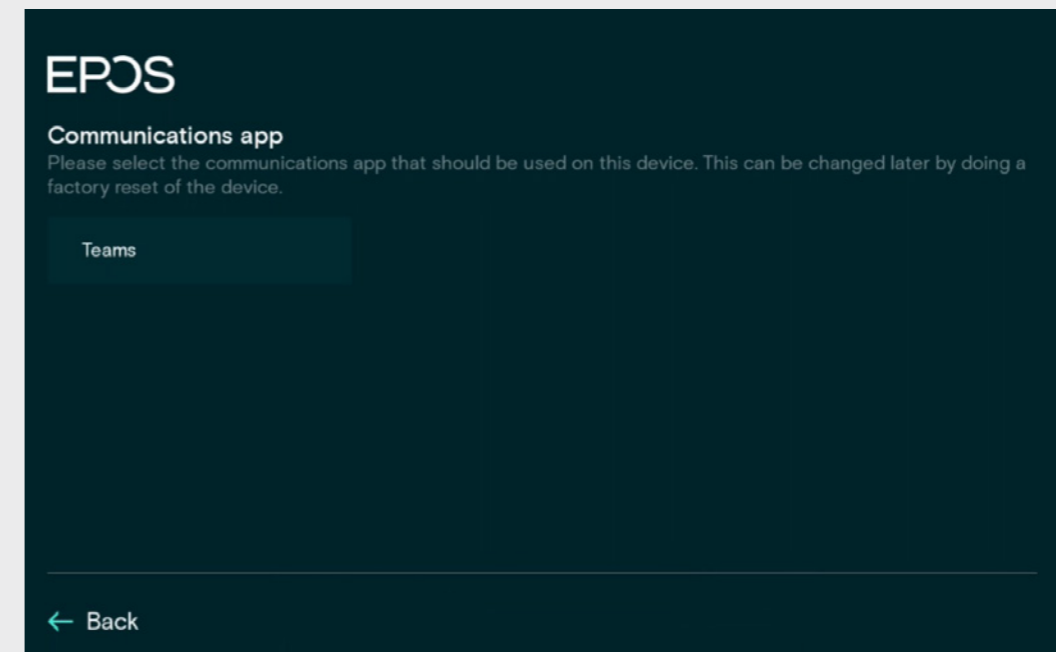 EPOS
Communications app
Please select the communications app that should be used on this device. This can be changed later by doing a
factory reset of the device.
Teams
← Back